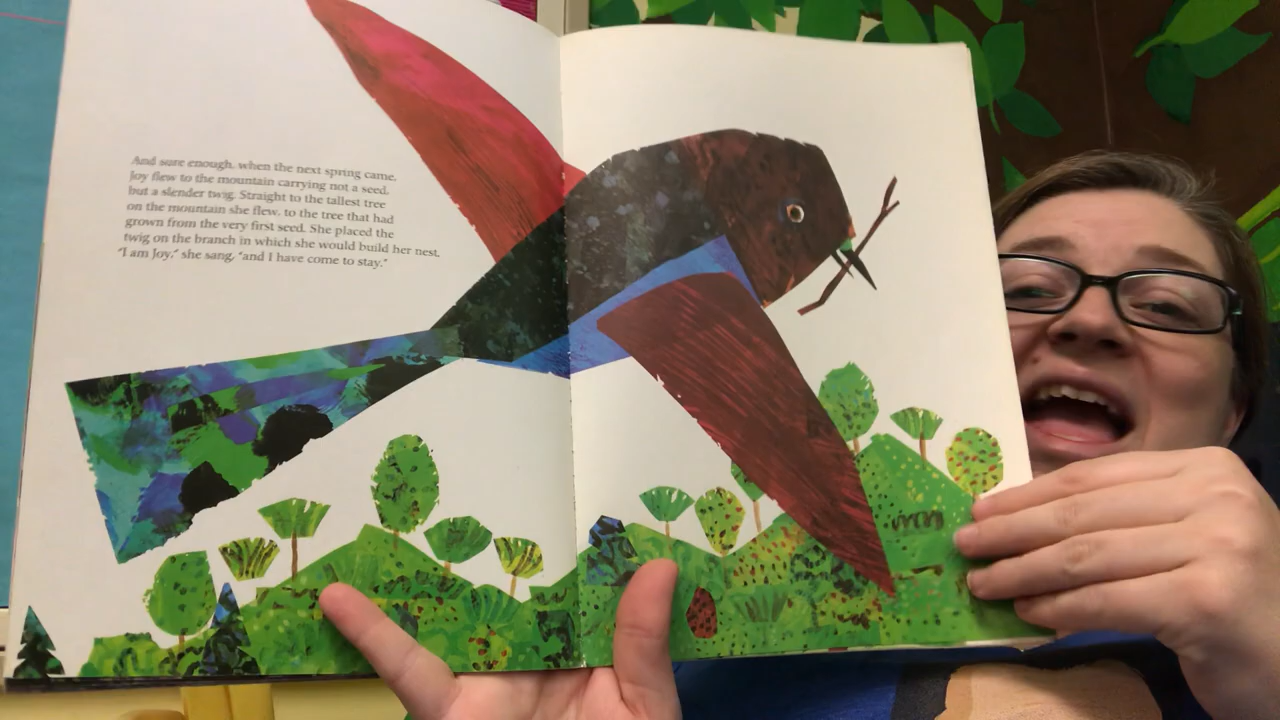 And sure enough, when the next spring came,
Joy flew to the mountain carrying not a seed,
but a slender twig. Straight to the tallest tree
on the mountain she flew, to the tree that had
grown from the very first seed. She placed the
twig on the branch in which she would build her nest.
"I am Joy," she sang, "and I have come to stay."